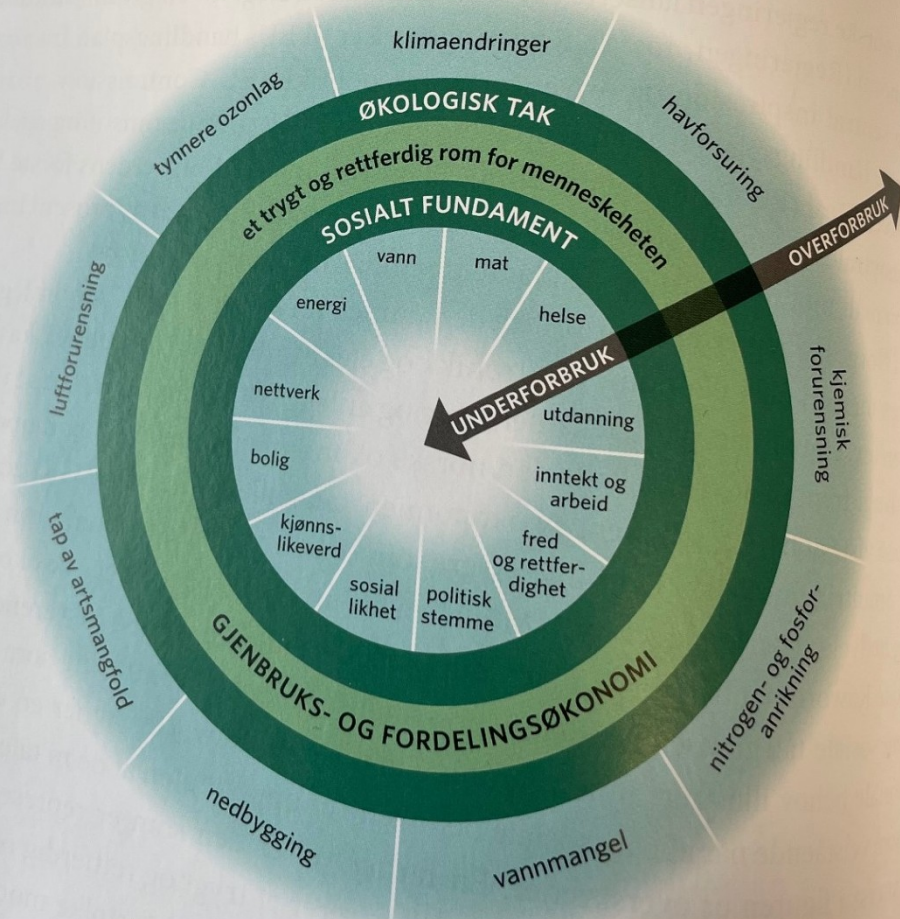 klimaendringer
havforsuring
kjemisk
forurensning
nitrogen- og fosfor-
anrikning
vannmangel
nedbygging
tap av artsmangfold
luftforurensning
tynnere ozonlag
ØKOLOGISK TAK
et trygt og rettferdig rom for menneskeheten
SOSIALT FUNDAMENT
OVERFORBRUK
UNDERFORBRUK
vann
mat
helse
utdanning
inntekt og
arbeid
fred
og rettfer-
dighet
politisk
stemme
sosial
likhet
kjønns-
likeverd
bolig
nettverk
energi
GJENBRUKS- OG FORDELINGSØKONOMI